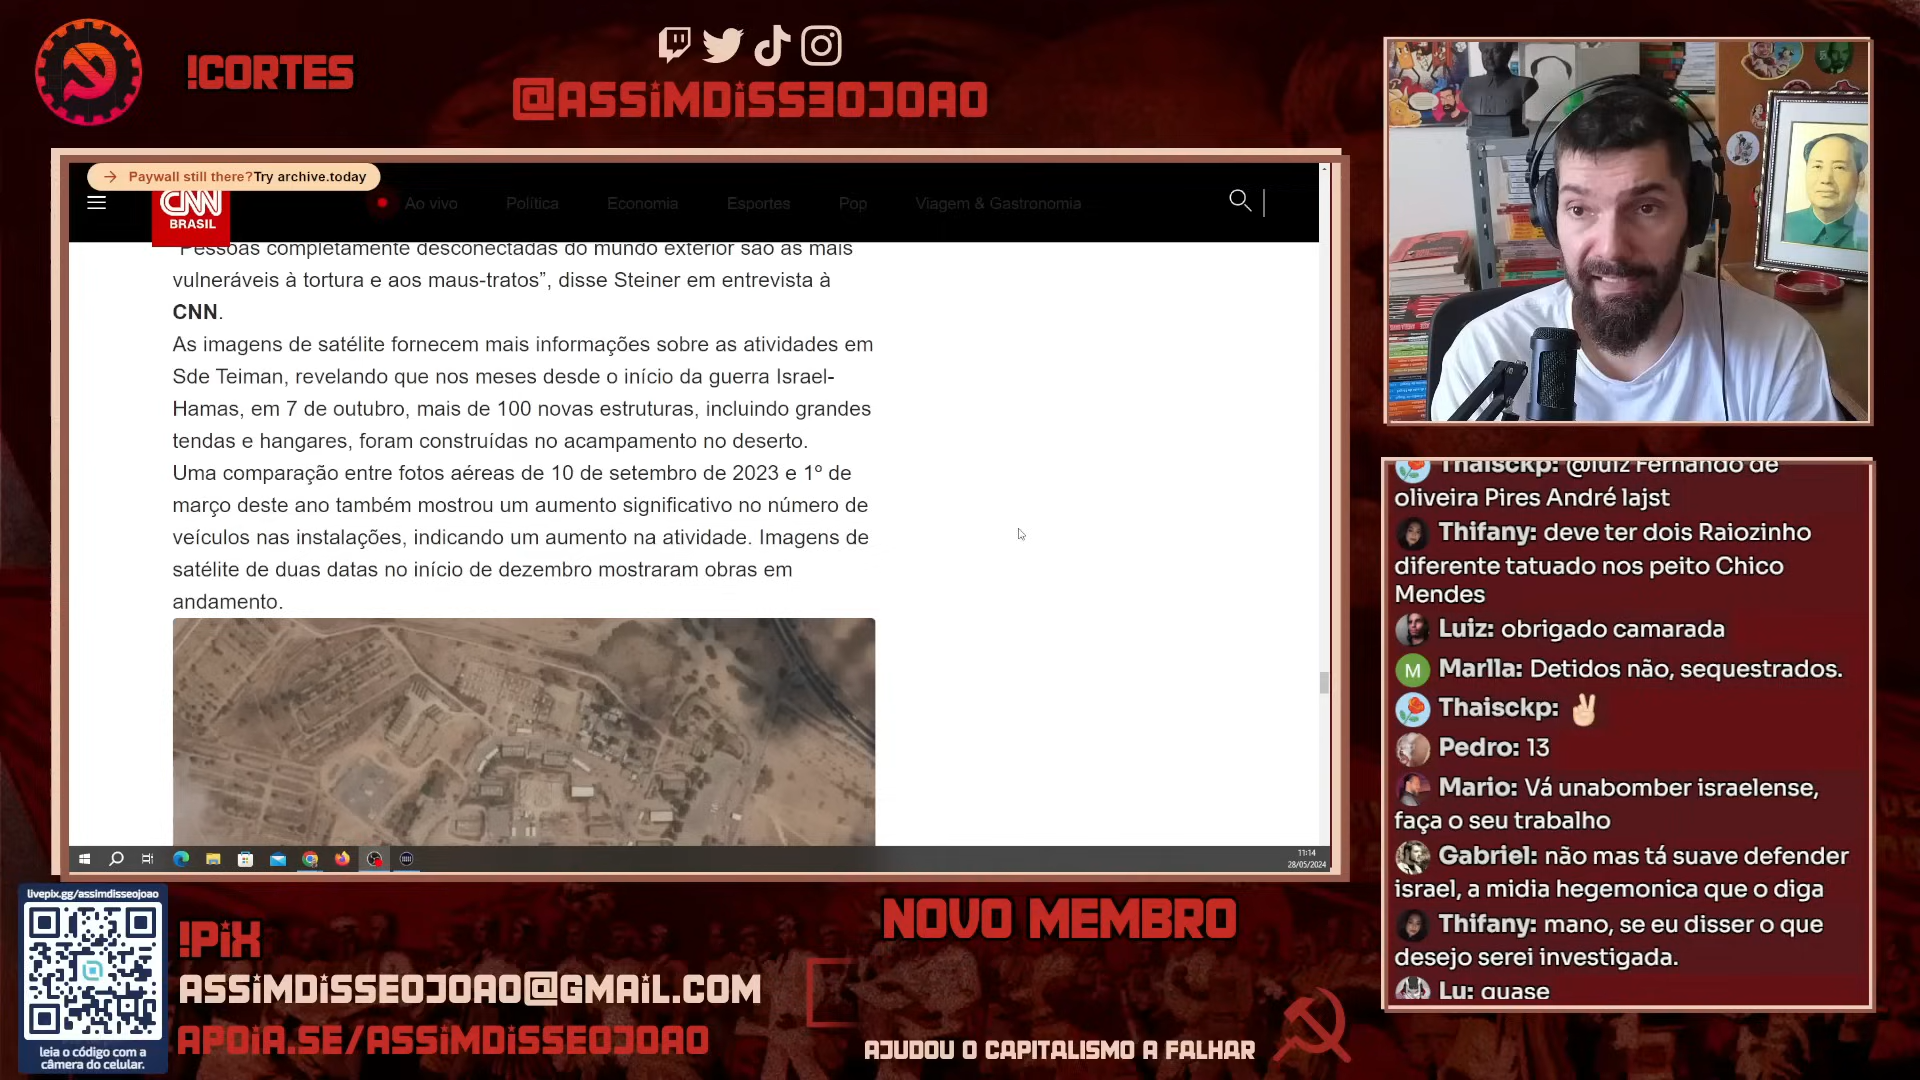 !CORTES
@ASSIMDISSEOJOAO
→ Paywall still there?Try archive.today
CNN
BRASIL
Ao vivo
Política
Economia
Esportes
Pop
Viagem & Gastronomia
“Pessoas completamente desconectadas do mundo exterior são as mais
vulneráveis à tortura e aos maus-tratos”, disse Steiner em entrevista à
CNN.
As imagens de satélite fornecem mais informações sobre as atividades em
Sde Teiman, revelando que nos meses desde o início da guerra Israel-
Hamas, em 7 de outubro, mais de 100 novas estruturas, incluindo grandes
tendas e hangares, foram construídas no acampamento no deserto.
Uma comparação entre fotos aéreas de 10 de setembro de 2023 e 1º de
março deste ano também mostrou um aumento significativo no número de
veículos nas instalações, indicando um aumento na atividade. Imagens de
satélite de duas datas no início de dezembro mostraram obras em
andamento.
11:14
28/05/2024
Thaisckp: @luiz Fernando de
oliveira Pires André lajst
Thifany: deve ter dois Raiozinho
diferente tatuado nos peito Chico
Mendes
Luiz: obrigado camarada
M Marlla: Detidos não, sequestrados.
Thaisckp: ✌🏻
Pedro: 13
Mario: Vá unabomber israelense,
faça o seu trabalho
Gabriel: não mas tá suave defender
israel, a midia hegemonica que o diga
Thifany: mano, se eu disser o que
desejo serei investigada.
Lu: quase
livepix.gg/assimdisseojoao
leia o código com a
câmera do celular.
!PIX
ASSIMDISSEOJOAO@GMAIL.COM
APOIA.SE/ASSIMDISSEOJOAO
NOVO MEMBRO
AJUDOU O CAPITALISMO A FALHAR